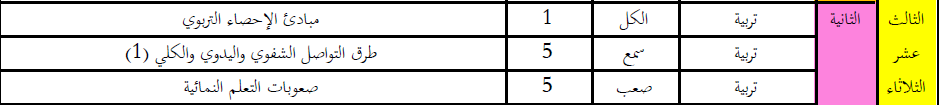 الثالث الثانية تربية الكل 1 مبادئ الإحصاء التربوي
عشر تربية سمع 5 طرق التواصل الشفوي واليدوي والكلي (1)
الثلاثاء تربية صعب 5 صعوبات التعلم النمائية